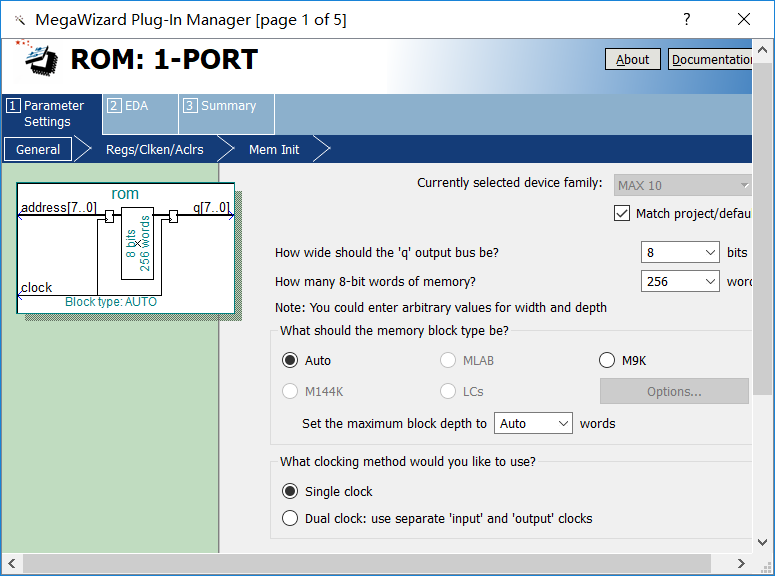 MegaWizard Plug-In Manager [page 1 of 5]
ROM: 1-PORT
About
Documentation
1 Parameter Settings
2 EDA
3 Summary
General
Regs/Clken/Aclrs
Mem Init
rom
address[7..0]
q[7..0]
8 bits
256 words
clock
Block type: AUTO
Currently selected device family:
MAX 10
Match project/defau
How wide should the 'q' output bus be?
8
bits
How many 8-bit words of memory?
256
word
Note: You could enter arbitrary values for width and depth
What should the memory block type be?
Auto
MLAB
M9K
M144K
LCs
Options...
Set the maximum block depth to
Auto
words
What clocking method would you like to use?
Single clock
Dual clock: use separate 'input' and 'output' clocks